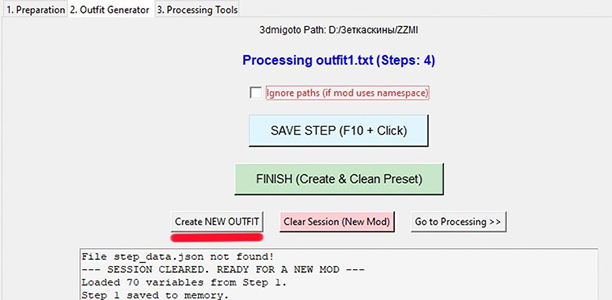 1. Preparation 2. Outfit Generator 3. Processing Tools
3dmigoto Path: D:/Зеткаскины/ZZMI
Processing outfit1.txt (Steps: 4)
Ignore paths (if mod uses namespace)
SAVE STEP (F10 + Click)
FINISH (Create & Clean Preset)
Create NEW OUTFIT Clear Session (New Mod) Go to Processing >>
File step_data.json not found!
--- SESSION CLEARED. READY FOR A NEW MOD ---
Loaded 70 variables from Step 1.
Step 1 saved to memory.